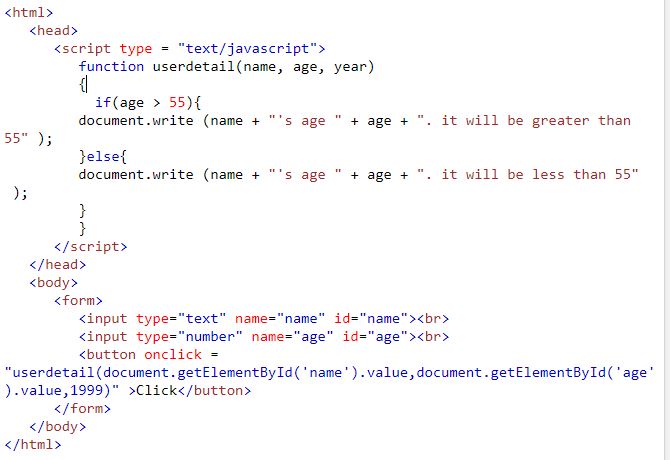 <html>
<head>
<script type = "text/javascript">
function userdetail(name, age, year)
{
if(age > 55){
document.write (name + "'s age " + age + ". it will be greater than
55" );
}else{
document.write (name + "'s age " + age + ". it will be less than 55"
);
}
}
</script>
</head>
<body>
<form>
<input type="text" name="name" id="name"><br>
<input type="number" name="age" id="age"><br>
<button onclick =
"userdetail(document.getElementById('name').value,document.getElementById('age'
).value,1999)" >Click</button>
</form>
</body>
</html>